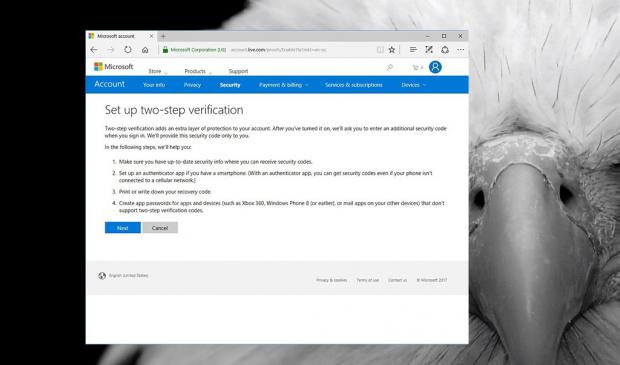 Microsoft account
Microsoft Corporation [US]
account.live.com/proofs/EnableTfa?mkt=en-us
Microsoft
Store
Products
Support
0
Account
Your info
Privacy
Security
Payment & billing
Services & subscriptions
Devices
Set up two-step verification
Two-step verification adds an extra layer of protection to your account. After you've turned it on, we'll ask you to enter an additional security code
when you sign in. We'll provide this security code only to you.
In the following steps, we'll help you:
1. Make sure you have up-to-date security info where you can receive security codes.
2. Set up an authenticator app if you have a smartphone. (With an authenticator app, you can get security codes even if your phone isn't
connected to a cellular network.)
3. Print or write down your recovery code.
4. Create app passwords for apps and devices (such as Xbox 360, Windows Phone 8 (or earlier), or mail apps on your other devices) that don't
support two-step verification codes.
Next
Cancel
English (United States)
Privacy & cookies
Terms of use
Contact us
© Microsoft 2017